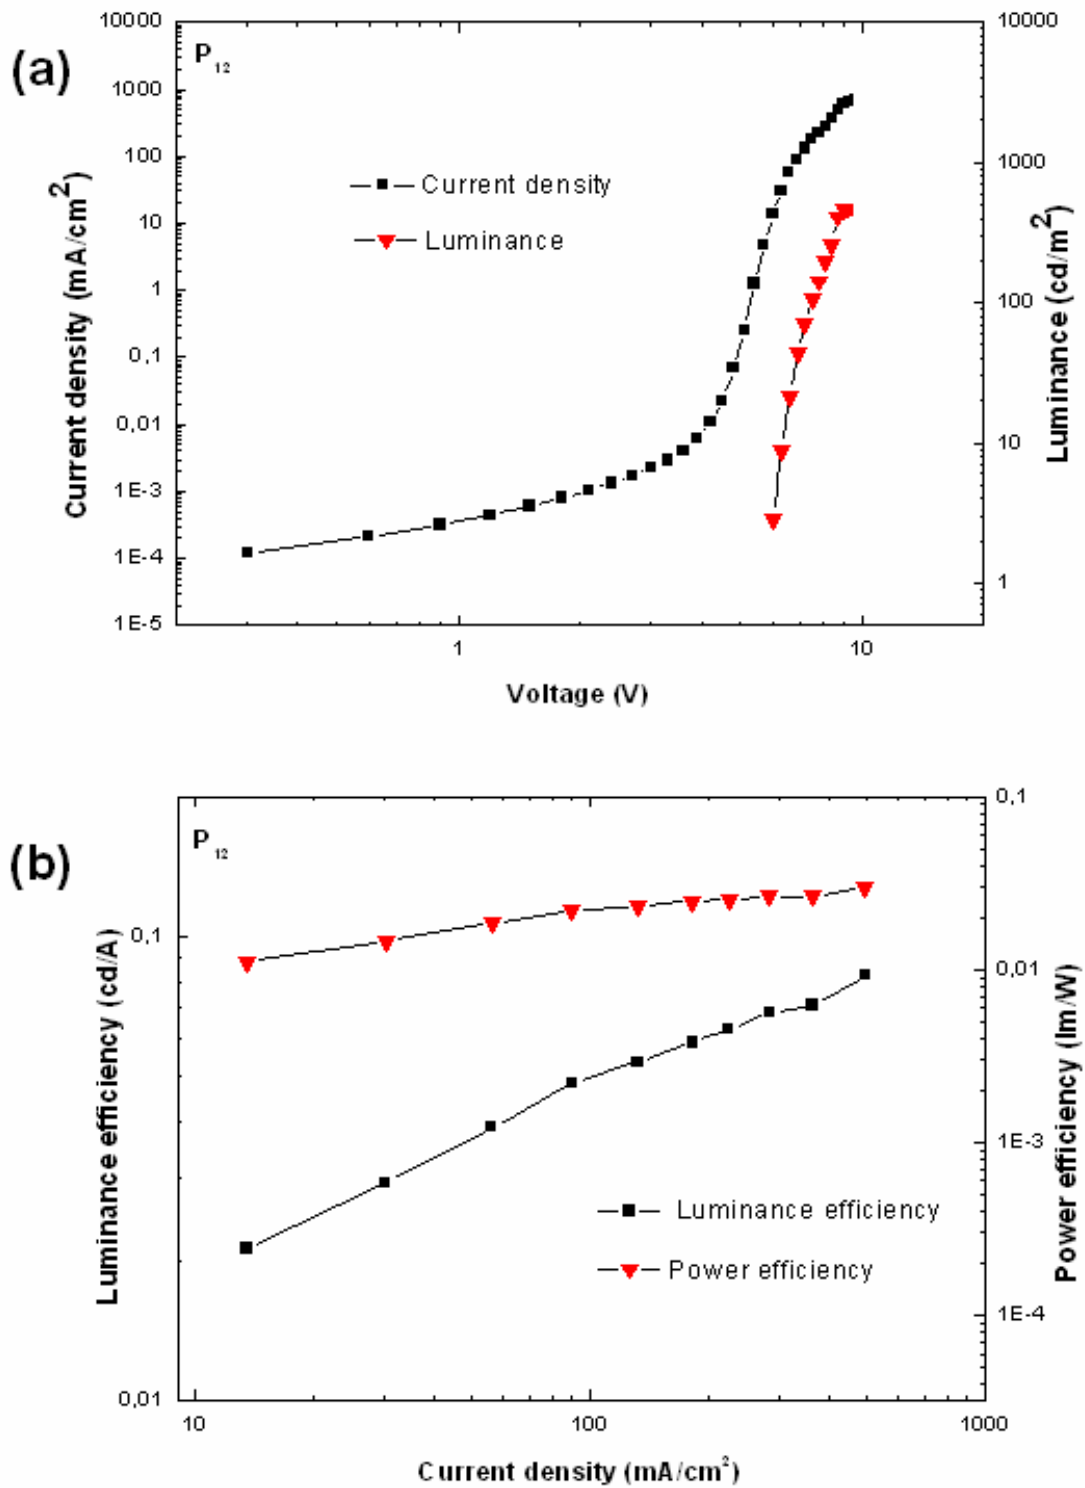 (a)
P12
10000
1000
100
10
1
0,1
0,01
1E-3
1E-4
1E-5
Current density (mA/cm2)
Current density
Luminance
10000
1000
100
10
1
Luminance (cd/m2)
1
10
Voltage (V)
(b)
P12
0,1
0,01
Luminance efficiency (cd/A)
Luminance efficiency
Power efficiency
0,1
0,01
1E-3
1E-4
Power efficiency (lm/W)
10
100
1000
Current density (mA/cm2)